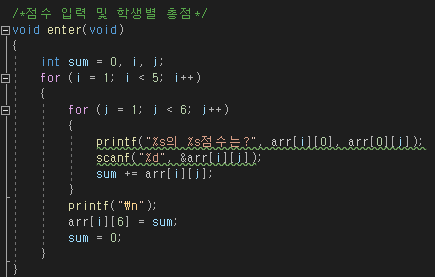 /*점수 입력 및 학생별 총점*/
void enter(void)
{
int sum = 0, i, j;
for (i = 1; i < 5; i++)
{
for (j = 1; j < 6; j++)
{
printf("%s의 %s점수는?", arr[i][0], arr[0][j]);
scanf("%d", &arr[i][j]);
sum += arr[i][j];
}
printf("₩n");
arr[i][6] = sum;
sum = 0;
}
}